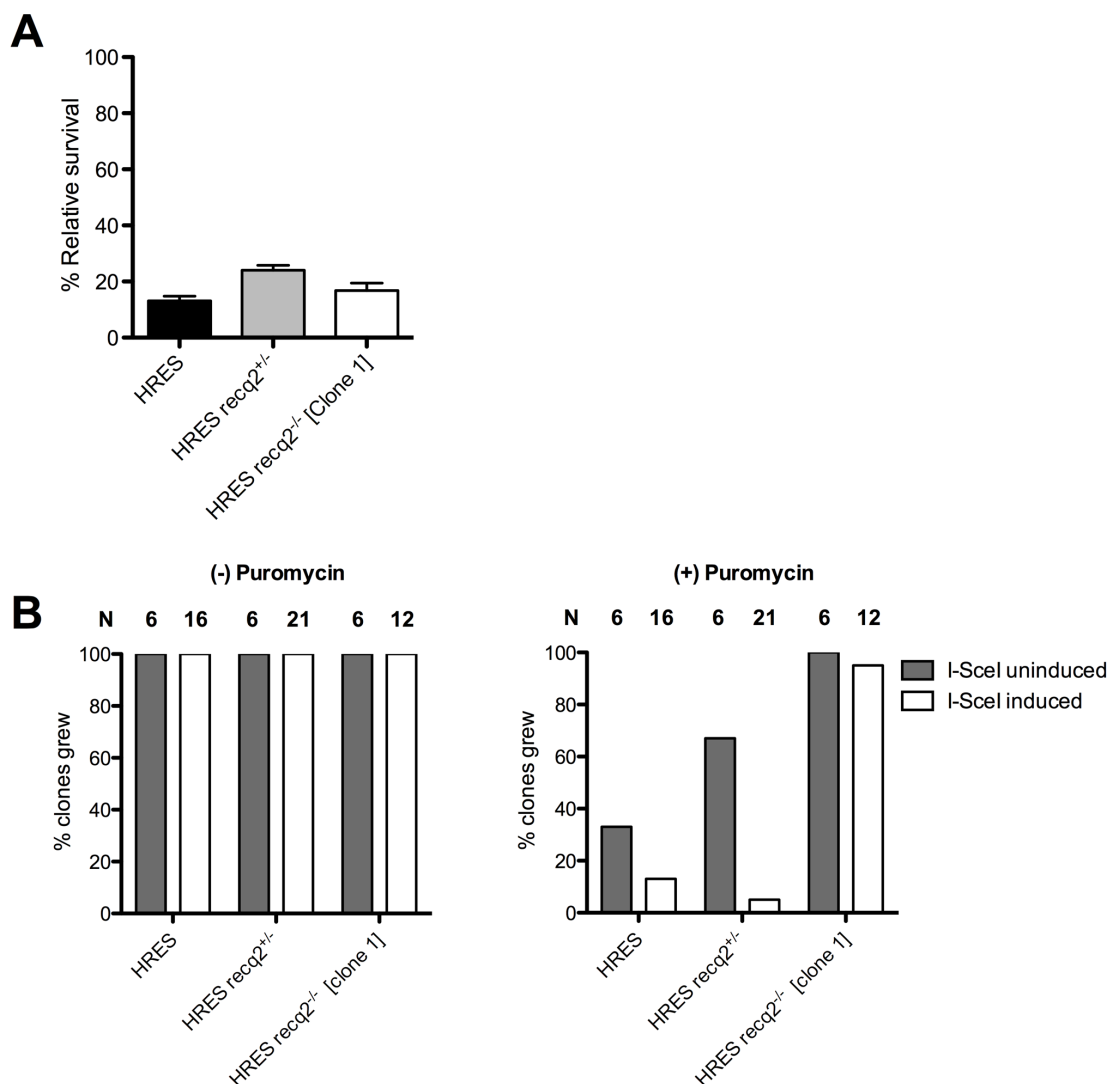 A
% Relative survival
100
80
60
40
20
0
HRES
HRES recq2+/-
HRES recq2-/- [Clone 1]
B
(-) Puromycin
N 6 16 6 21 6 12
% clones grew
100
80
60
40
20
0
HRES
HRES recq2+/-
HRES recq2-/- [clone 1]
(+) Puromycin
N 6 16 6 21 6 12
% clones grew
100
80
60
40
20
0
HRES
HRES recq2+/-
HRES recq2-/- [clone 1]
I-SceI uninduced
I-SceI induced